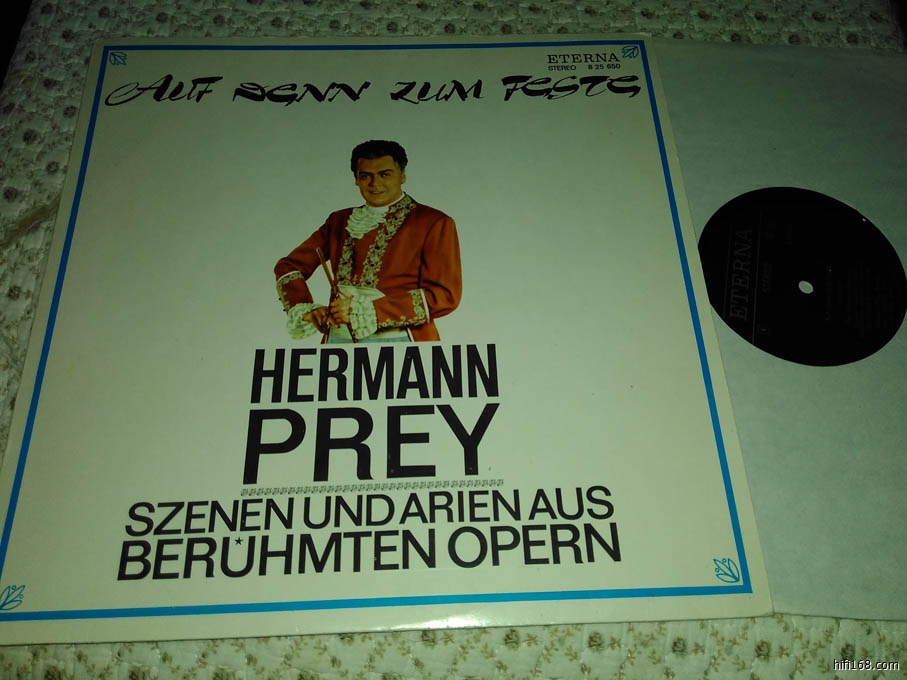 ETERNA
STEREO 8 25 650
AUF DENN ZUM FESTE
HERMANN
PREY
SZENEN UND ARIEN AUS
BERÜHMTEN OPERN
ETERNA
hifi168.com